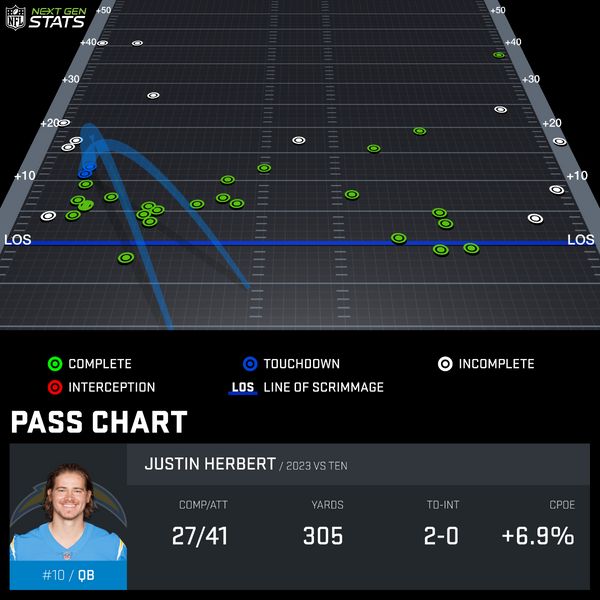 NFL
NEXT GEN
STATS
+50 +50
+40 +40
+30 +30
+20 +20
+10 +10
LOS LOS
COMPLETE TOUCHDOWN INCOMPLETE
INTERCEPTION LOS LINE OF SCRIMMAGE
PASS CHART
JUSTIN HERBERT / 2023 VS TEN
COMP/ATT YARDS TD-INT CPOE
27/41 305 2-0 +6.9%
#10 / QB